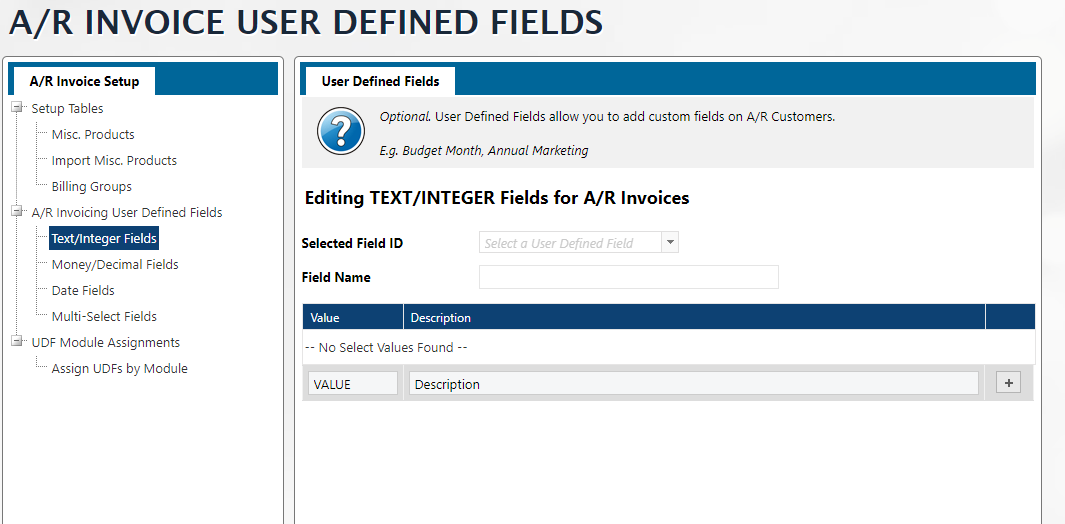 A/R INVOICE USER DEFINED FIELDS
A/R Invoice Setup
Setup Tables
Misc. Products
Import Misc. Products
Billing Groups
A/R Invoicing User Defined Fields
Text/Integer Fields
Money/Decimal Fields
Date Fields
Multi-Select Fields
UDF Module Assignments
Assign UDFs by Module
User Defined Fields
?
Optional. User Defined Fields allow you to add custom fields on A/R Customers.
E.g. Budget Month, Annual Marketing
Editing TEXT/INTEGER Fields for A/R Invoices
Selected Field ID Select a User Defined Field
Field Name
Value Description
-- No Select Values Found --
VALUE Description +